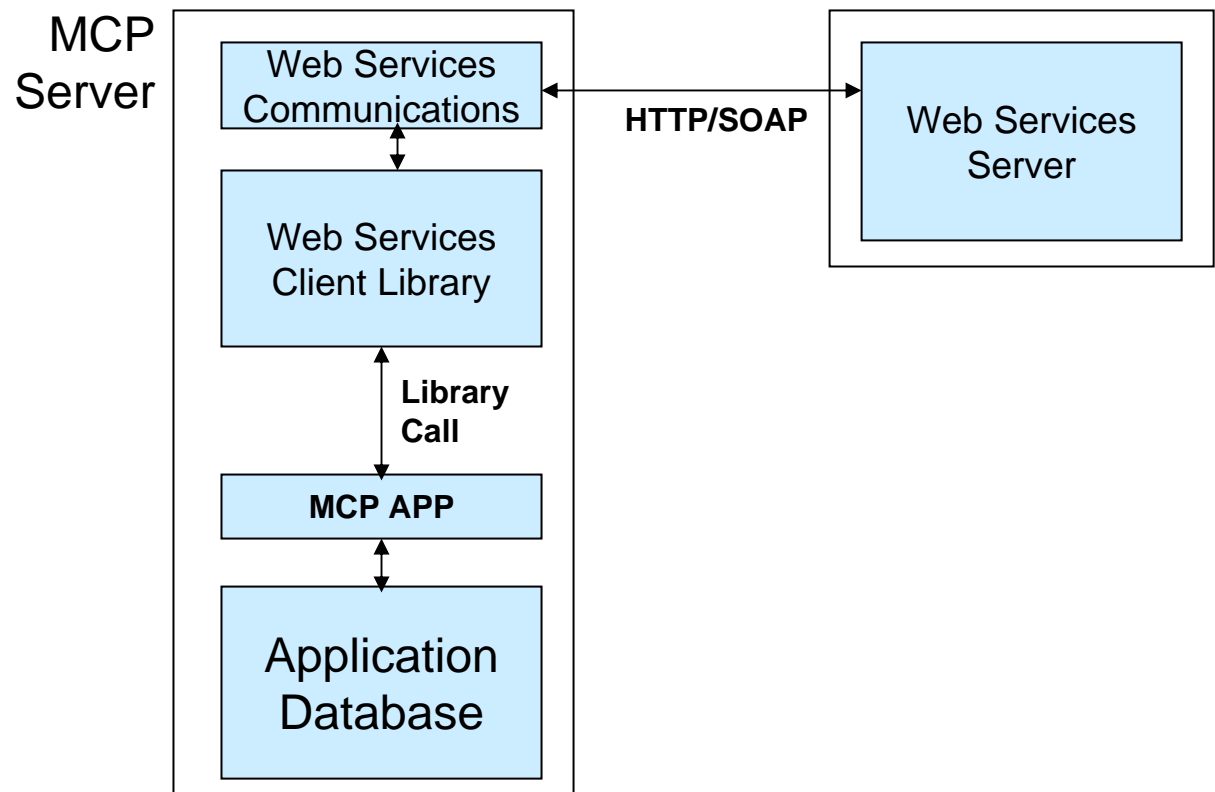 MCP
Server
Web Services
Communications
HTTP/SOAP
Web Services
Server
Web Services
Client Library
Library
Call
MCP APP
Application
Database